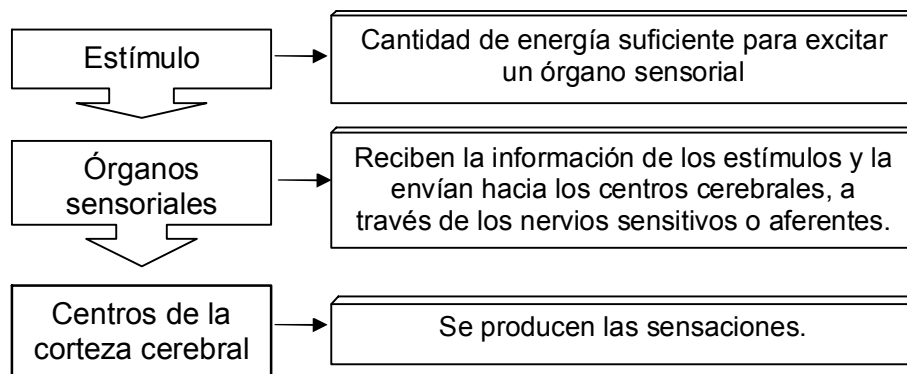 Estímulo
Cantidad de energía suficiente para excitar
un órgano sensorial
Órganos
sensoriales
Reciben la información de los estímulos y la
envían hacia los centros cerebrales, a
través de los nervios sensitivos o aferentes.
Centros de la
corteza cerebral
Se producen las sensaciones.